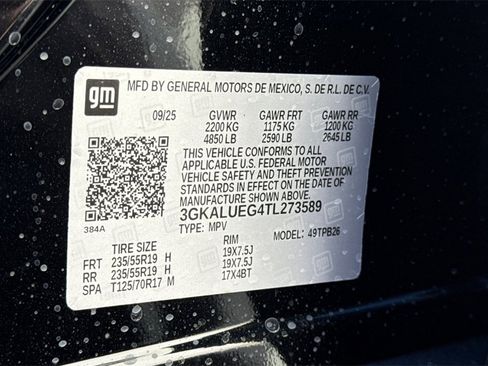 gm
MFD BY GENERAL MOTORS DE MEXICO, S. DE R.L. DE C.V.
09/25 GVWR GAWR FRT GAWR RR
2200 KG 1175 KG 1200 KG
4850 LB 2590 LB 2645 LB
THIS VEHICLE CONFORMS TO ALL
APPLICABLE U.S. FEDERAL MOTOR
VEHICLE SAFETY AND THEFT PREVENTION
STANDARDS IN EFFECT ON THE DATE OF
MANUFACTURE SHOWN ABOVE.
3GKALUEG4TL273589
384A
TYPE: MPV MODEL: 49TPB26
TIRE SIZE RIM
FRT 235/55R19 H 19X7.5J
RR 235/55R19 H 19X7.5J
SPA T125/70R17 M 17X4BT